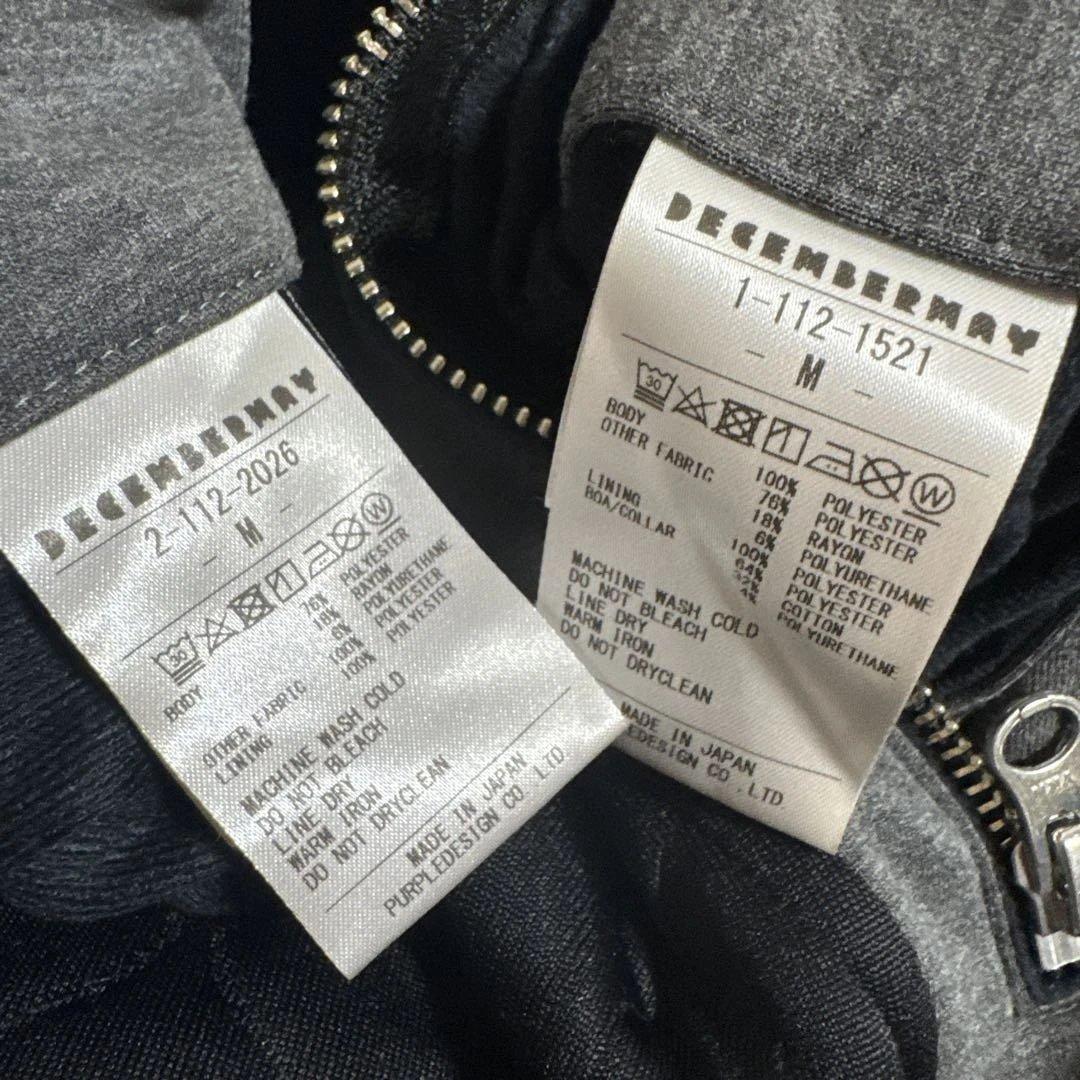 DECEMBERMAY
2-112-2026
- M -
30 W
BODY 76% POLYESTER
18% RAYON
6% POLYURETHANE
OTHER FABRIC 100% POLYESTER
LINING 100% POLYESTER
MACHINE WASH COLD
DO NOT BLEACH
LINE DRY
WARM IRON
DO NOT DRYCLEAN
MADE IN JAPAN
PURPLEDESIGN CO .LTD
DECEMBERMAY
1-112-1521
- M -
30 W
BODY 100% POLYESTER
OTHER FABRIC 76% POLYESTER
18% RAYON
6% POLYURETHANE
LINING 100% POLYESTER
BOA/COLLAR 64% POLYESTER
32% COTTON
4% POLYURETHANE
MACHINE WASH COLD
DO NOT BLEACH
LINE DRY
WARM IRON
DO NOT DRYCLEAN
MADE IN JAPAN
PLEDESIGN CO .,LTD.